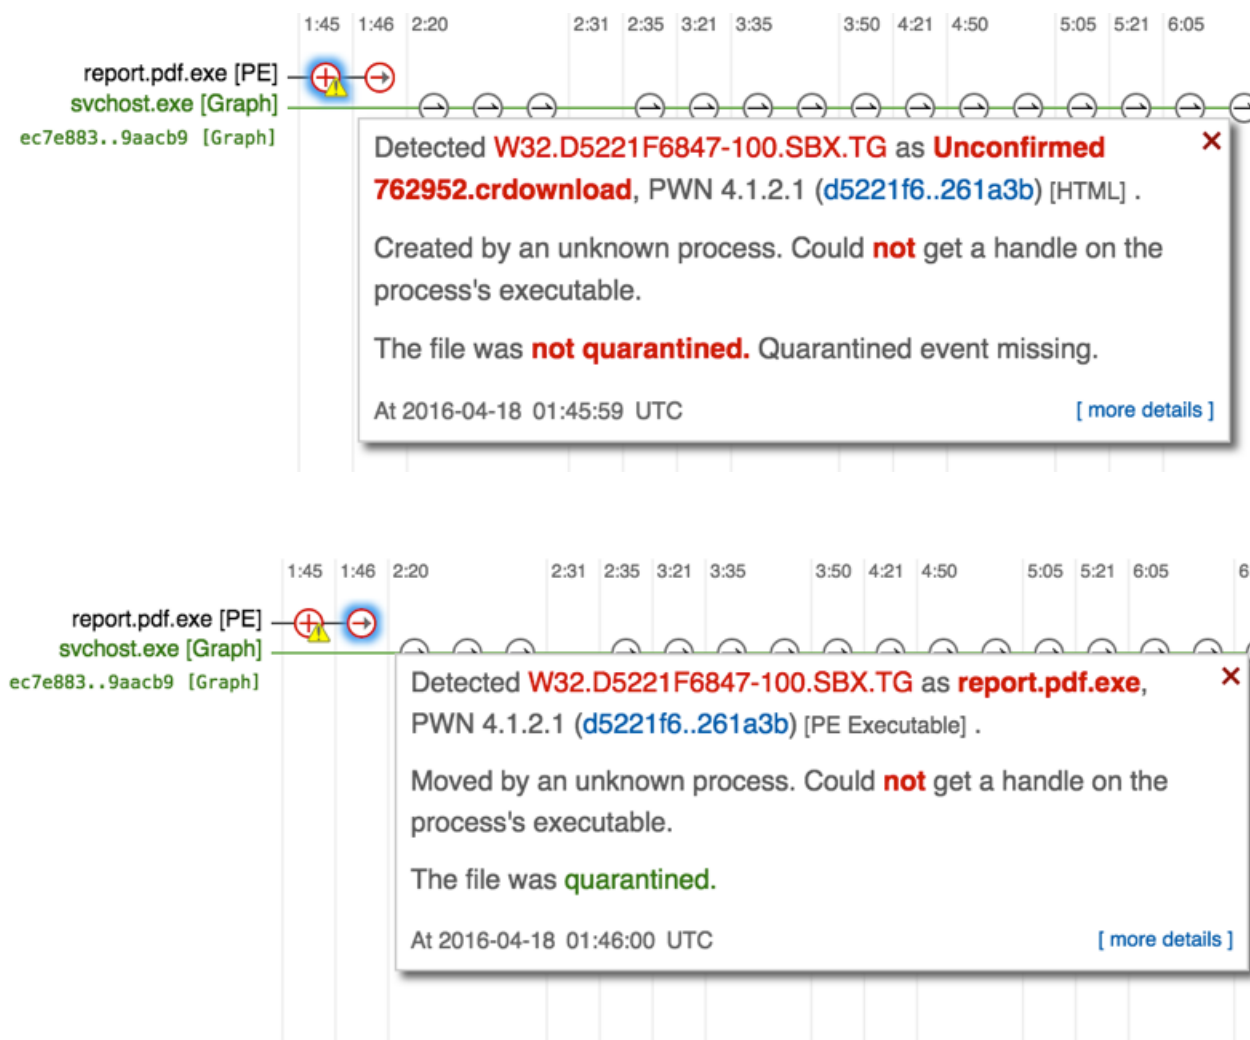 1:45 1:46 2:20 2:31 2:35 3:21 3:35 3:50 4:21 4:50 5:05 5:21 6:05
report.pdf.exe [PE]
svchost.exe [Graph]
ec7e883..9aacb9 [Graph]
Detected W32.D5221F6847-100.SBX.TG as Unconfirmed
762952.crdownload, PWN 4.1.2.1 (d5221f6..261a3b) [HTML] .
Created by an unknown process. Could not get a handle on the
process's executable.
The file was not quarantined. Quarantined event missing.
At 2016-04-18 01:45:59 UTC [ more details ]
1:45 1:46 2:20 2:31 2:35 3:21 3:35 3:50 4:21 4:50 5:05 5:21 6:05 6
report.pdf.exe [PE]
svchost.exe [Graph]
ec7e883..9aacb9 [Graph]
Detected W32.D5221F6847-100.SBX.TG as report.pdf.exe,
PWN 4.1.2.1 (d5221f6..261a3b) [PE Executable] .
Moved by an unknown process. Could not get a handle on the
process's executable.
The file was quarantined.
At 2016-04-18 01:46:00 UTC [ more details ]